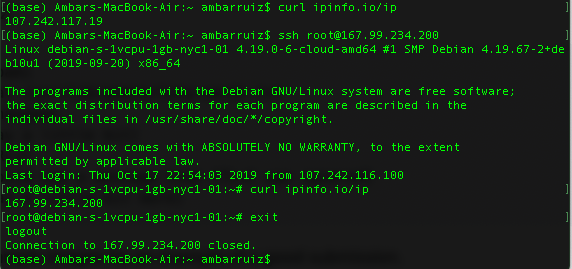 [(base) Ambars-MacBook-Air:~ ambarruiz$ curl ipinfo.io/ip ]
107.242.117.19
[(base) Ambars-MacBook-Air:~ ambarruiz$ ssh root@167.99.234.200 ]
Linux debian-s-1vcpu-1gb-nyc1-01 4.19.0-6-cloud-amd64 #1 SMP Debian 4.19.67-2+de
b10u1 (2019-09-20) x86_64
The programs included with the Debian GNU/Linux system are free software;
the exact distribution terms for each program are described in the
individual files in /usr/share/doc/*/copyright.
Debian GNU/Linux comes with ABSOLUTELY NO WARRANTY, to the extent
permitted by applicable law.
Last login: Thu Oct 17 22:54:03 2019 from 107.242.116.100
[root@debian-s-1vcpu-1gb-nyc1-01:~# curl ipinfo.io/ip ]
167.99.234.200
[root@debian-s-1vcpu-1gb-nyc1-01:~# exit ]
logout
Connection to 167.99.234.200 closed.
(base) Ambars-MacBook-Air:~ ambarruiz$